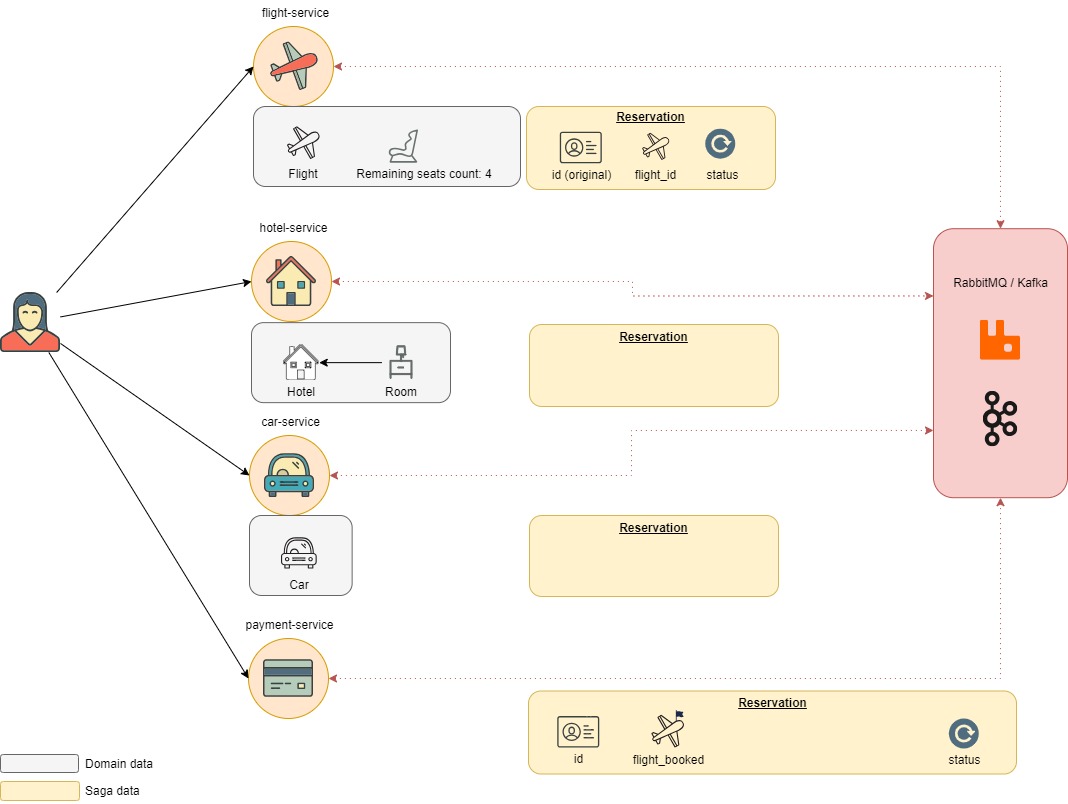 flight-service
Reservation
Flight
Remaining seats count: 4
id (original)
flight_id
status
hotel-service
RabbitMQ / Kafka
Reservation
Hotel
Room
car-service
Reservation
Car
payment-service
Reservation
id
flight_booked
status
Domain data
Saga data